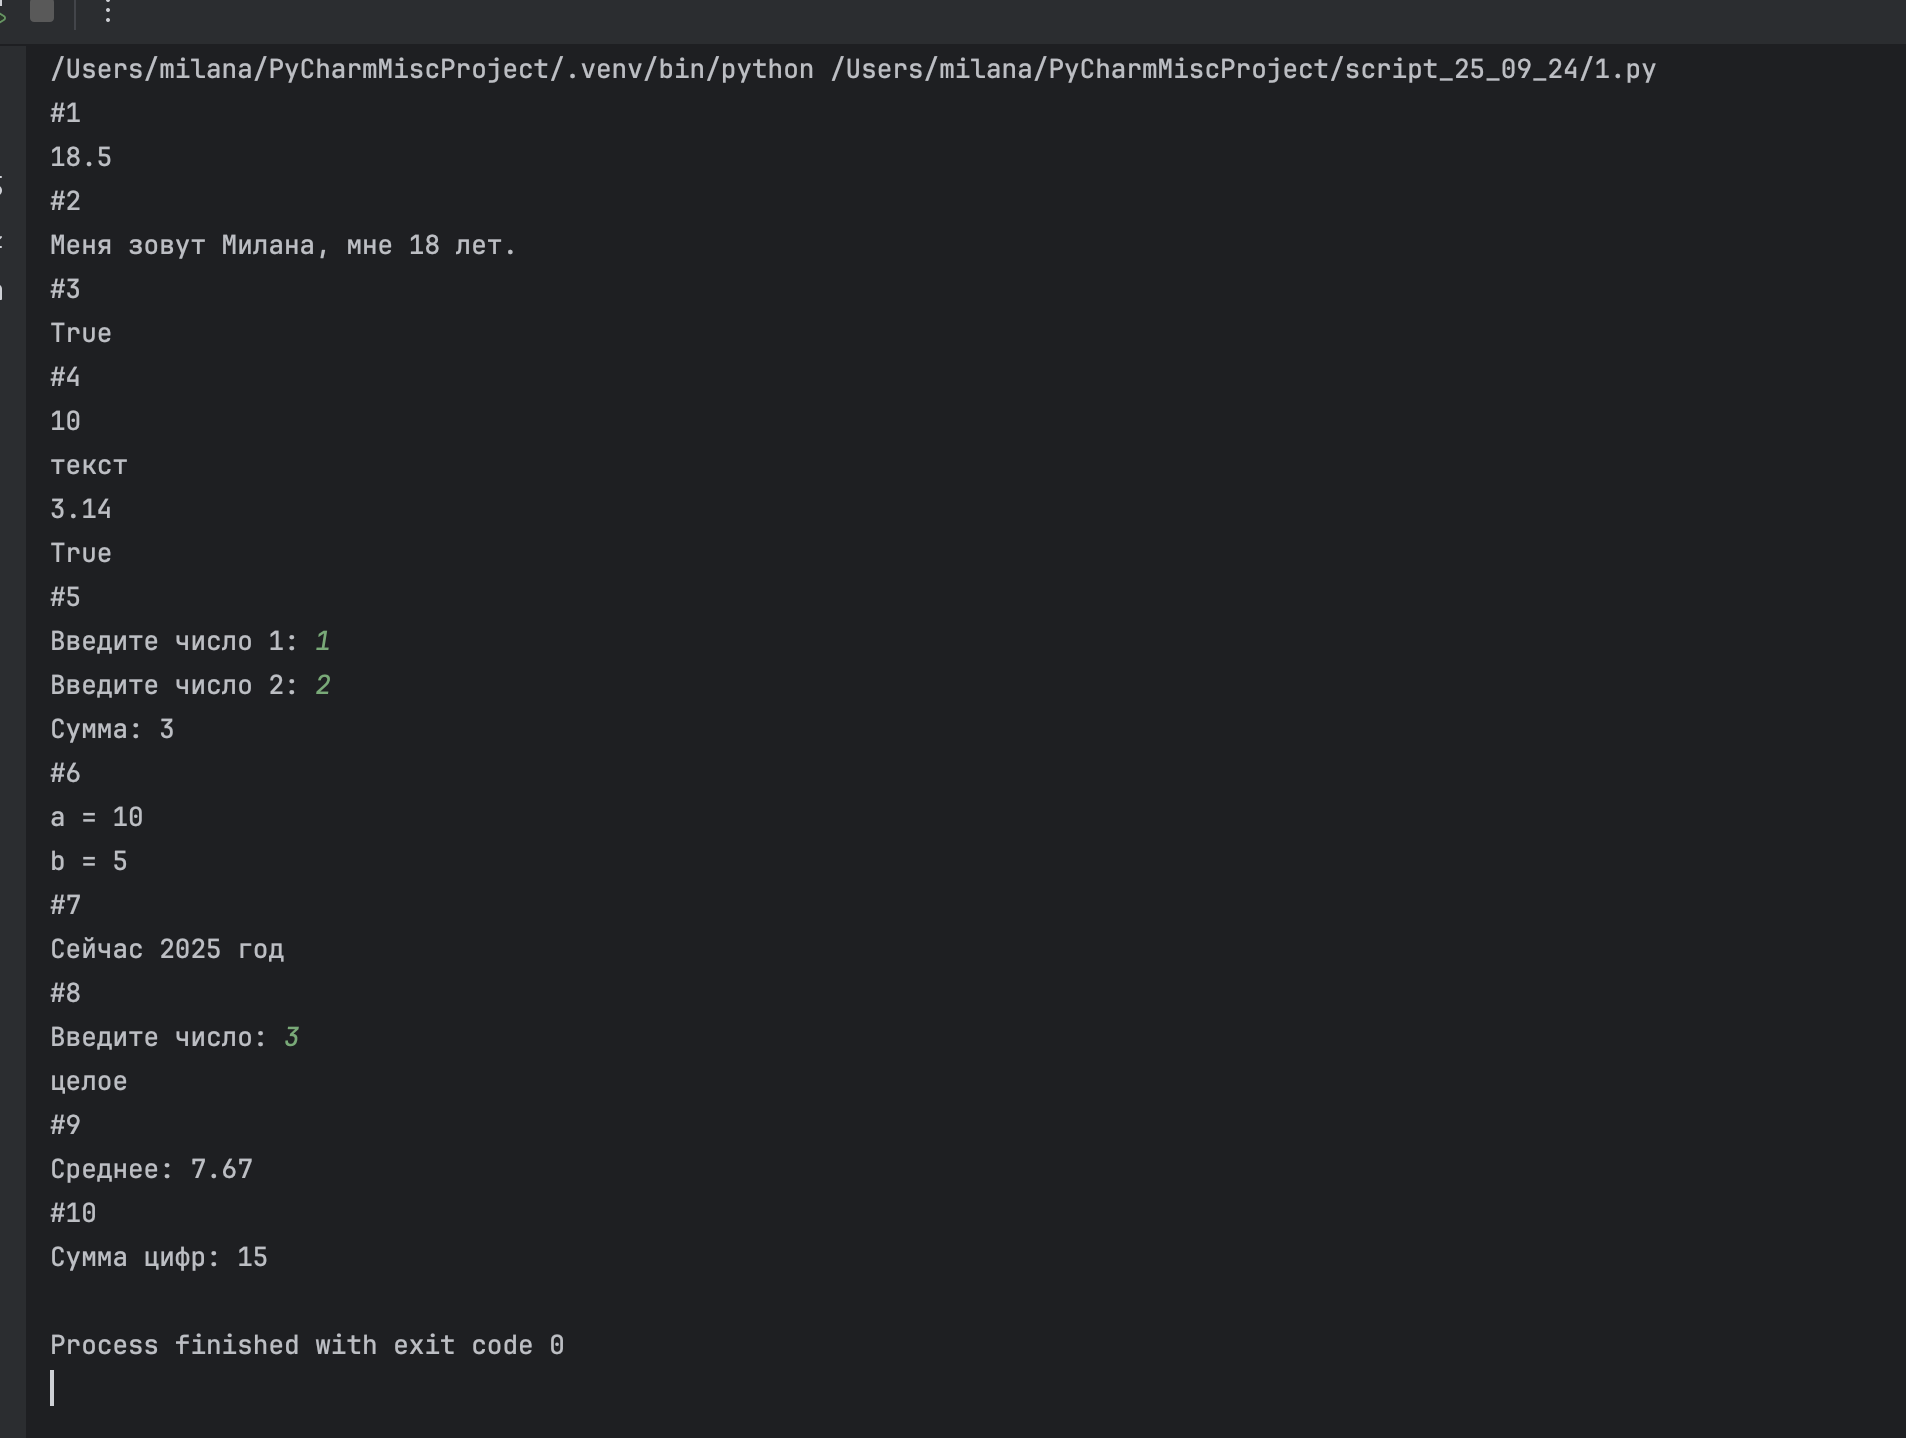 /Users/milana/PyCharmMiscProject/.venv/bin/python /Users/milana/PyCharmMiscProject/script_25_09_24/1.py
#1
18.5
#2
Меня зовут Милана, мне 18 лет.
#3
True
#4
10
текст
3.14
True
#5
Введите число 1: 1
Введите число 2: 2
Сумма: 3
#6
a = 10
b = 5
#7
Сейчас 2025 год
#8
Введите число: 3
целое
#9
Среднее: 7.67
#10
Сумма цифр: 15
Process finished with exit code 0